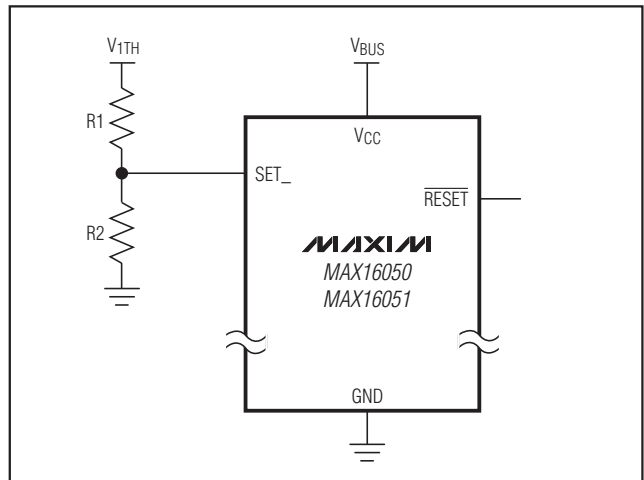 V1TH
VBUS
R1
VCC
SET_
RESET
R2
MAXIM
MAX16050
MAX16051
GND